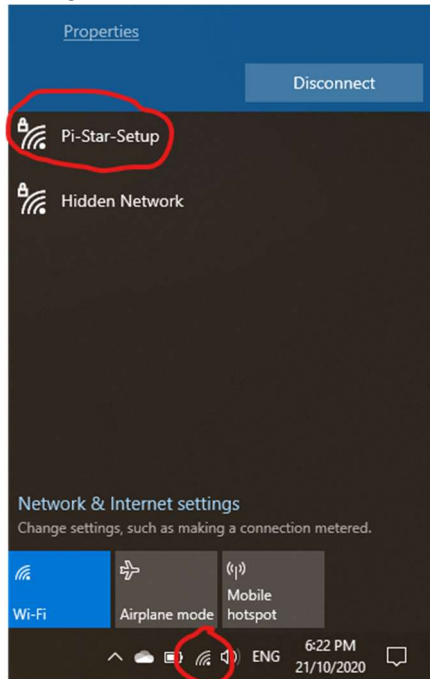 Properties
Disconnect
Pi-Star-Setup
Hidden Network
Network & Internet settings
Change settings, such as making a connection metered.
Wi-Fi
Airplane mode
Mobile
hotspot
ENG
6:22 PM
21/10/2020